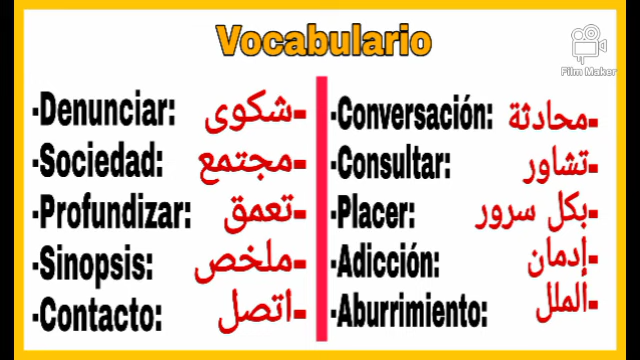 Vocabulario
Film Maker
-Denunciar: -شكوى
-Sociedad: -مجتمع
-Profundizar: -تعمق
-Sinopsis: -ملخص
-Contacto: -اتصل
-Conversación: -محادثة
-Consultar: -تشاور
-Placer: -بكل سرور
-Adicción: -إدمان
-Aburrimiento: -الملل